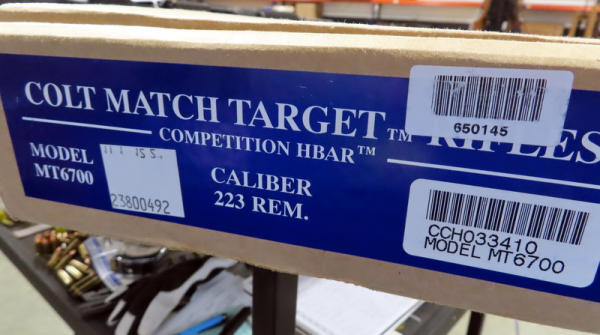 COLT MATCH TARGET™ RIFLES
COMPETITION HBAR™
MODEL
MT6700
23800492
CALIBER
223 REM.
650145
CCH033410
MODEL MT6700